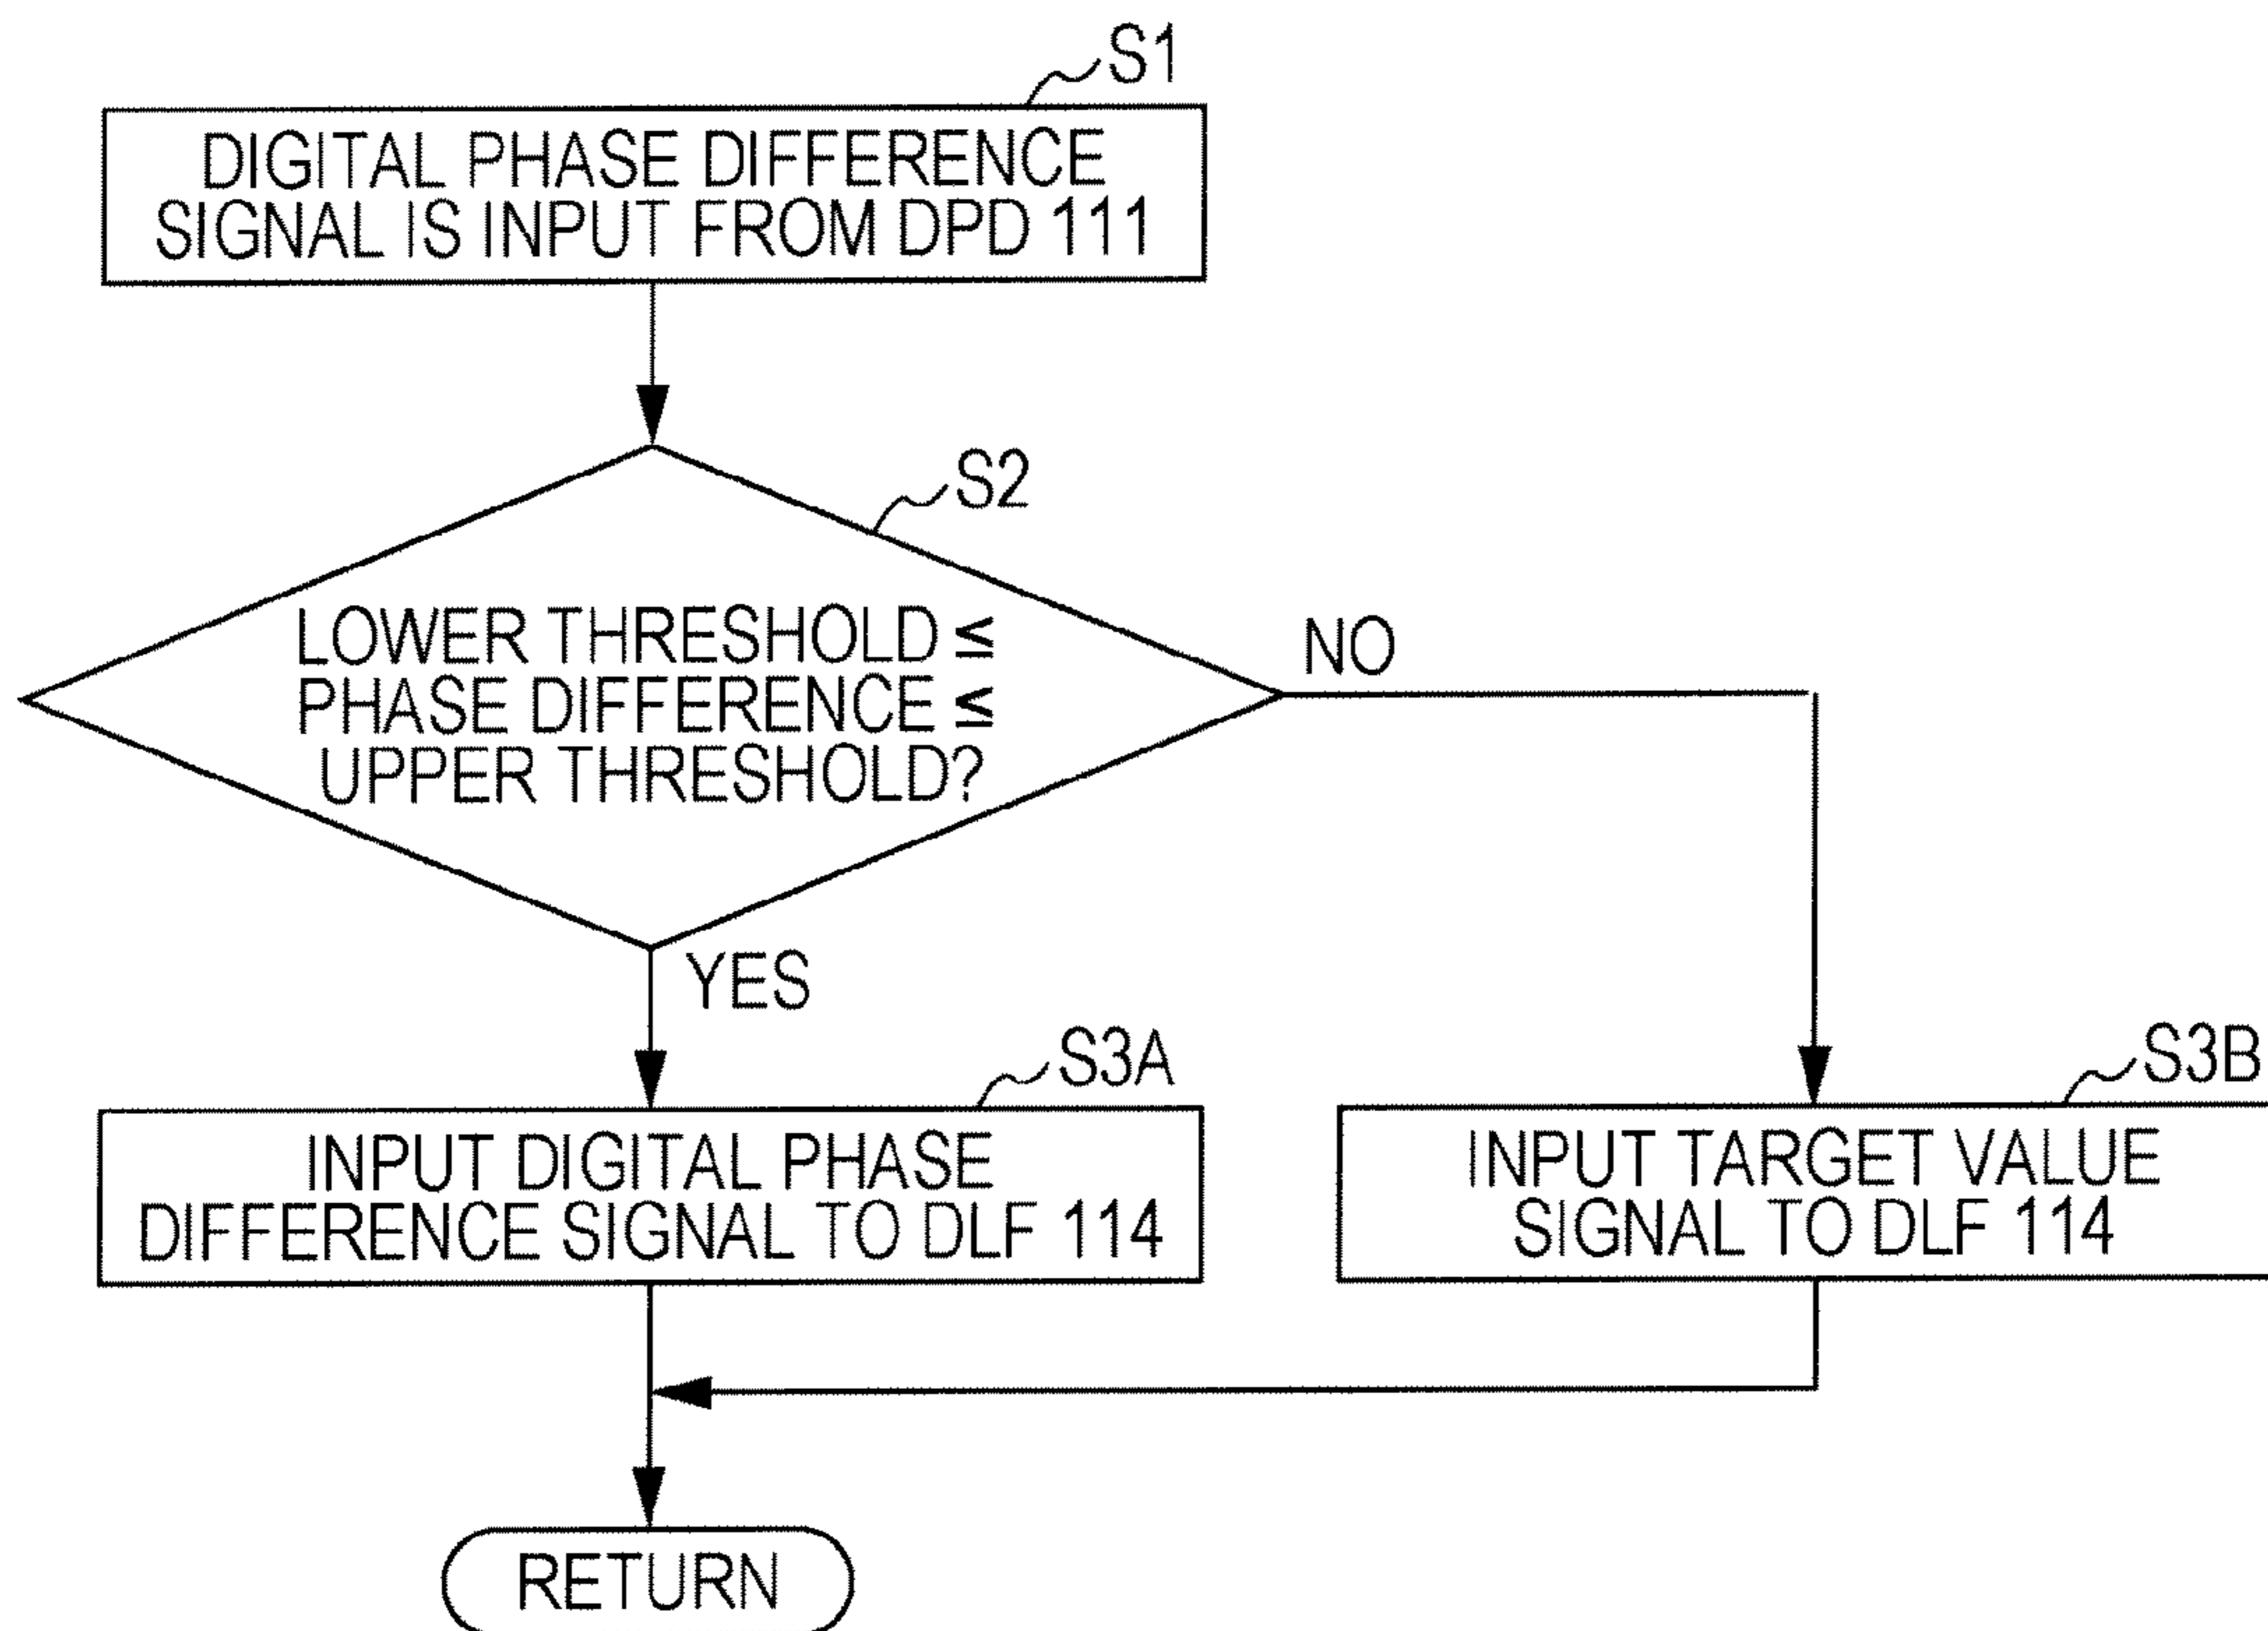 S1
DIGITAL PHASE DIFFERENCE
SIGNAL IS INPUT FROM DPD 111
S2
LOWER THRESHOLD ≦
PHASE DIFFERENCE ≦
UPPER THRESHOLD?
NO
YES
S3A
INPUT DIGITAL PHASE
DIFFERENCE SIGNAL TO DLF 114
S3B
INPUT TARGET VALUE
SIGNAL TO DLF 114
RETURN